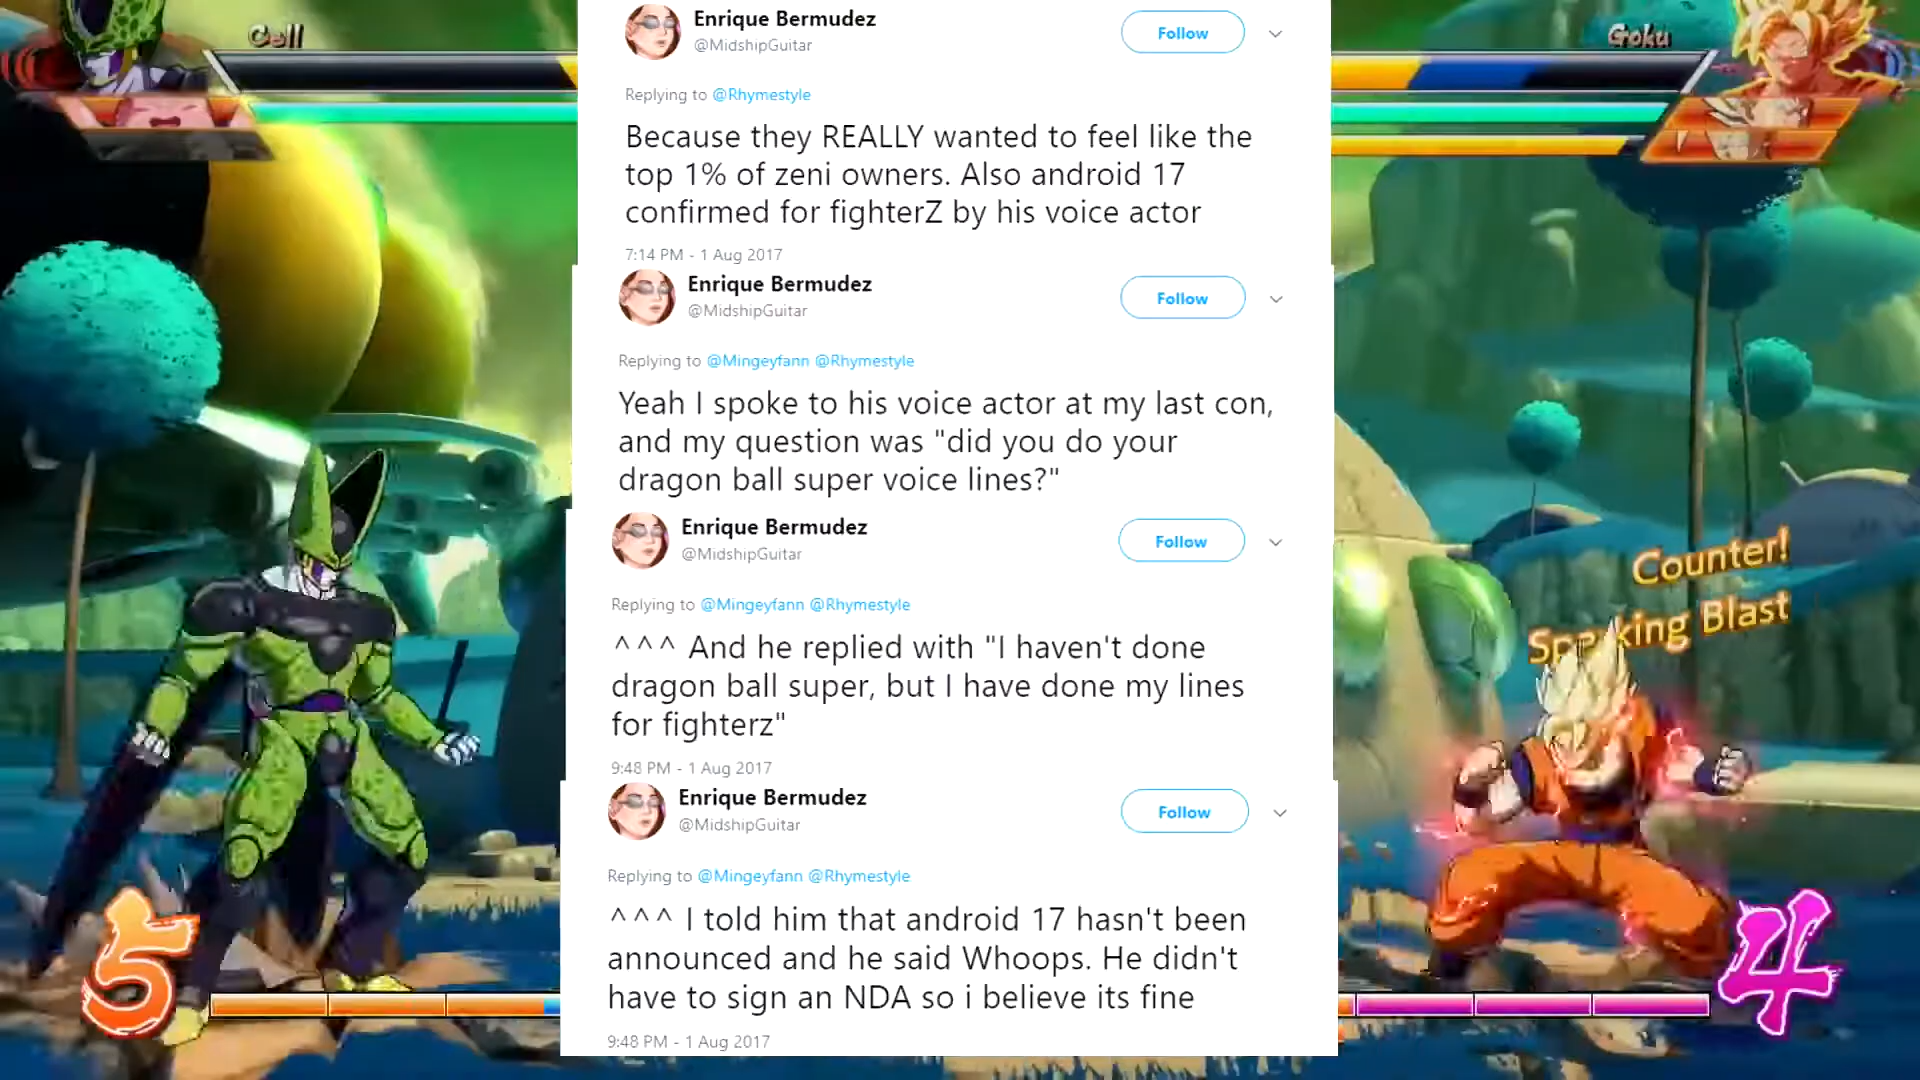 Cell
Goku
Enrique Bermudez
@MidshipGuitar
Follow
Replying to @Rhymestyle
Because they REALLY wanted to feel like the
top 1% of zeni owners. Also android 17
confirmed for fighterZ by his voice actor
7:14 PM - 1 Aug 2017
Enrique Bermudez
@MidshipGuitar
Follow
Replying to @Mingeyfann @Rhymestyle
Yeah I spoke to his voice actor at my last con,
and my question was "did you do your
dragon ball super voice lines?"
Enrique Bermudez
@MidshipGuitar
Follow
Replying to @Mingeyfann @Rhymestyle
^^^ And he replied with "I haven't done
dragon ball super, but I have done my lines
for fighterz"
9:48 PM - 1 Aug 2017
Enrique Bermudez
@MidshipGuitar
Follow
Replying to @Mingeyfann @Rhymestyle
^^^ I told him that android 17 hasn't been
announced and he said Whoops. He didn't
have to sign an NDA so i believe its fine
9:48 PM - 1 Aug 2017
Counter!
Sparking Blast
5
4